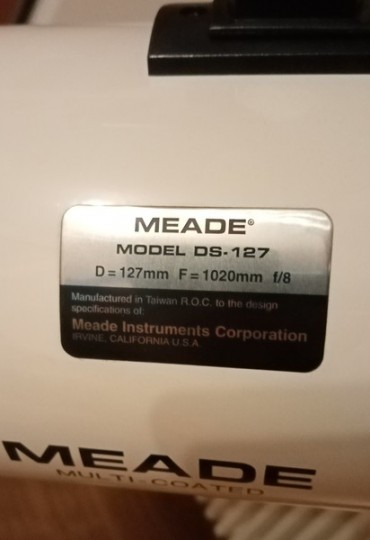 MEADE®
MODEL DS-127
D=127mm F=1020mm f/8
Manufactured in Taiwan R.O.C. to the design
specifications of:
Meade Instruments Corporation
IRVINE, CALIFORNIA U.S.A.
MEADE
MULTI-COATED